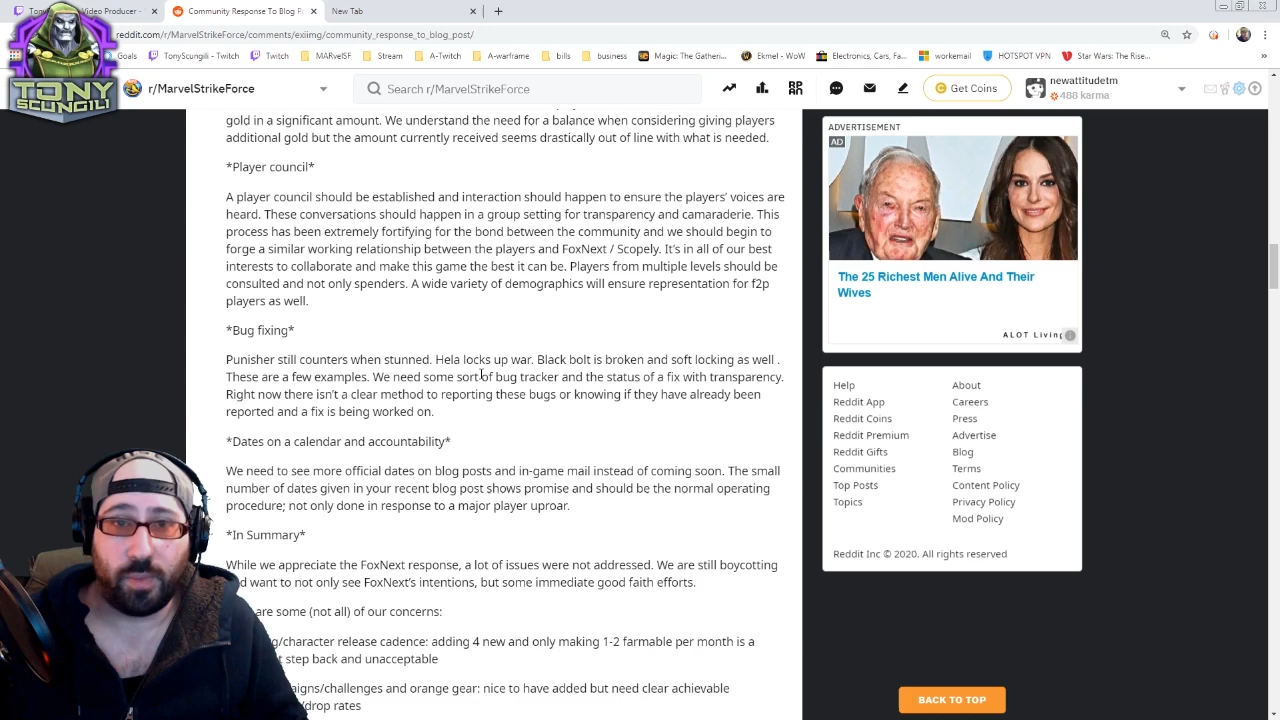 Video Producer -
Community Response To Blog Po
New Tab
reddit.com/r/MarvelStrikeForce/comments/exiimg/community_response_to_blog_post/
Goals
TonyScungili - Twitch
Twitch
MARvelSF
Stream
A-Twitch
A-warframe
bills
business
Magic: The Gatheri...
Ekmel - WoW
Electronics, Cars, Fa...
workemail
HOTSPOT VPN
Star Wars: The Rise...
TONY
SCUNGILI
r/MarvelStrikeForce
Search r/MarvelStrikeForce
Get Coins
newattitudetm
488 karma
gold in a significant amount. We understand the need for a balance when considering giving players
additional gold but the amount currently received seems drastically out of line with what is needed.
*Player council*
A player council should be established and interaction should happen to ensure the players' voices are
heard. These conversations should happen in a group setting for transparency and camaraderie. This
process has been extremely fortifying for the bond between the community and we should begin to
forge a similar working relationship between the players and FoxNext / Scopely. It's in all of our best
interests to collaborate and make this game the best it can be. Players from multiple levels should be
consulted and not only spenders. A wide variety of demographics will ensure representation for f2p
players as well.
*Bug fixing*
Punisher still counters when stunned. Hela locks up war. Black bolt is broken and soft locking as well .
These are a few examples. We need some sort of bug tracker and the status of a fix with transparency.
Right now there isn't a clear method to reporting these bugs or knowing if they have already been
reported and a fix is being worked on.
*Dates on a calendar and accountability*
We need to see more official dates on blog posts and in-game mail instead of coming soon. The small
number of dates given in your recent blog post shows promise and should be the normal operating
procedure; not only done in response to a major player uproar.
*In Summary*
While we appreciate the FoxNext response, a lot of issues were not addressed. We are still boycotting
want to not only see FoxNext's intentions, but some immediate good faith efforts.
are some (not all) of our concerns:
/character release cadence: adding 4 new and only making 1-2 farmable per month is a
step back and unacceptable
/challenges and orange gear: nice to have added but need clear achievable
/drop rates
ADVERTISEMENT
AD
The 25 Richest Men Alive And Their
Wives
ALOT Living
Help
About
Reddit App
Careers
Reddit Coins
Press
Reddit Premium
Advertise
Reddit Gifts
Blog
Communities
Terms
Top Posts
Content Policy
Topics
Privacy Policy
Mod Policy
Reddit Inc © 2020. All rights reserved
BACK TO TOP